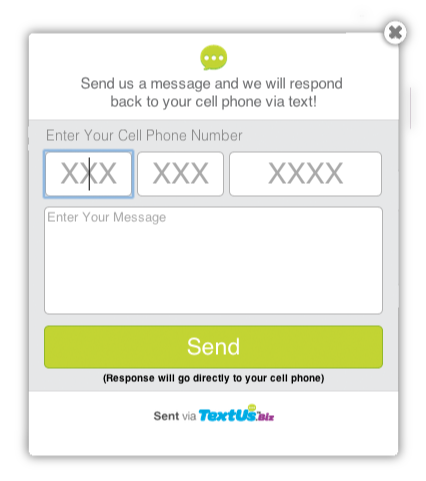 Send us a message and we will respond
back to your cell phone via text!
Enter Your Cell Phone Number
XXX XXX XXXX
Enter Your Message
Send
(Response will go directly to your cell phone)
Sent via TextUs.biz